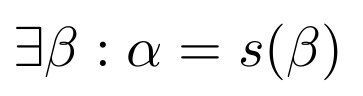 ∃β : α = s(β)